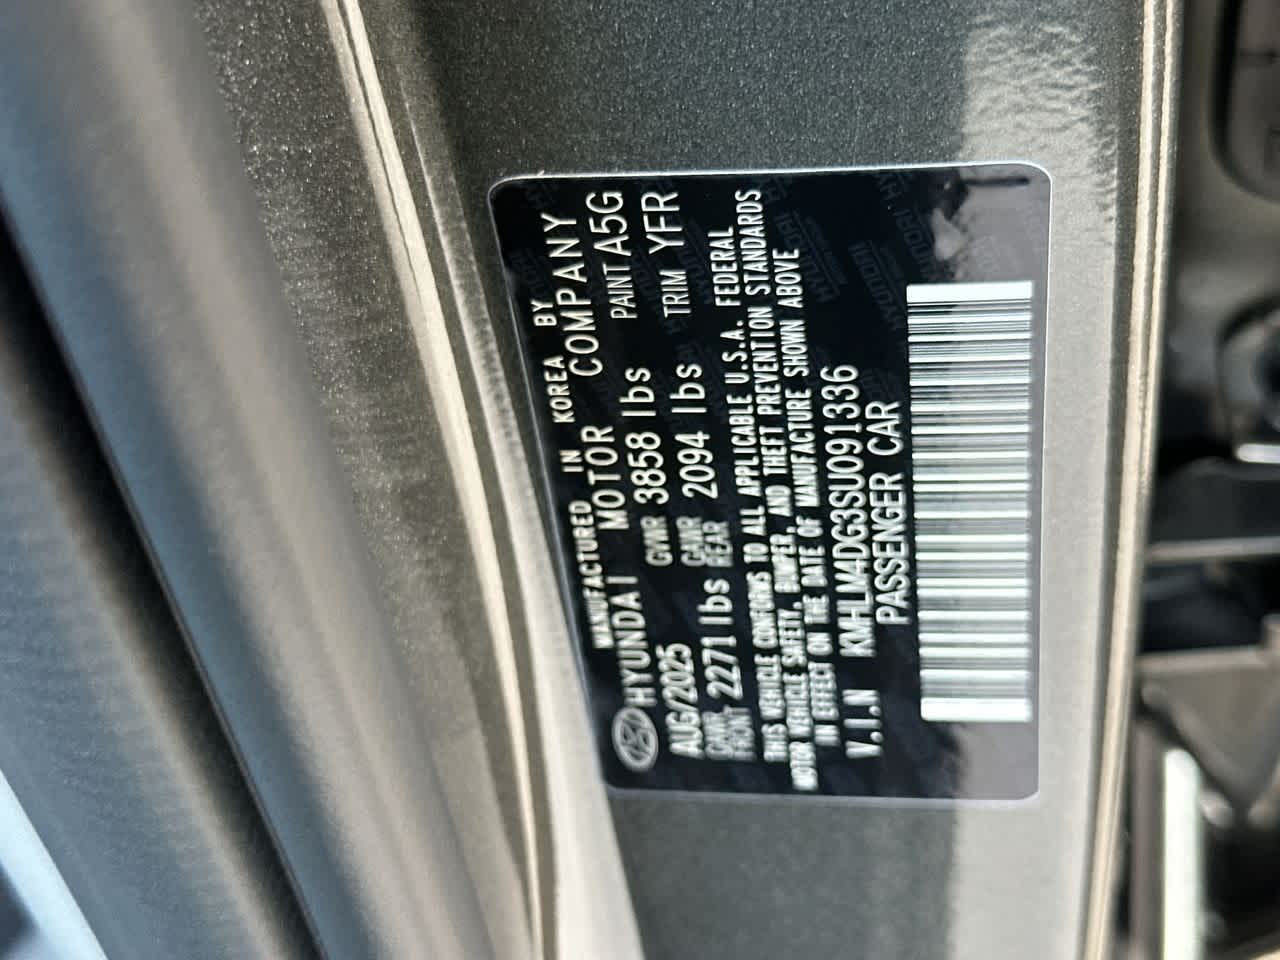 MANUFACTURED IN KOREA BY
HYUNDAI MOTOR COMPANY
AUG/2025 GVWR 3858 lbs PAINT A5G
GAWR FRONT 2271 lbs GAWR REAR 2094 lbs TRIM YFR
THIS VEHICLE CONFORMS TO ALL APPLICABLE U.S.A. FEDERAL
MOTOR VEHICLE SAFETY, BUMPER, AND THEFT PREVENTION STANDARDS
IN EFFECT ON THE DATE OF MANUFACTURE SHOWN ABOVE
V.I.N KMHLM4DG3SU091336
PASSENGER CAR